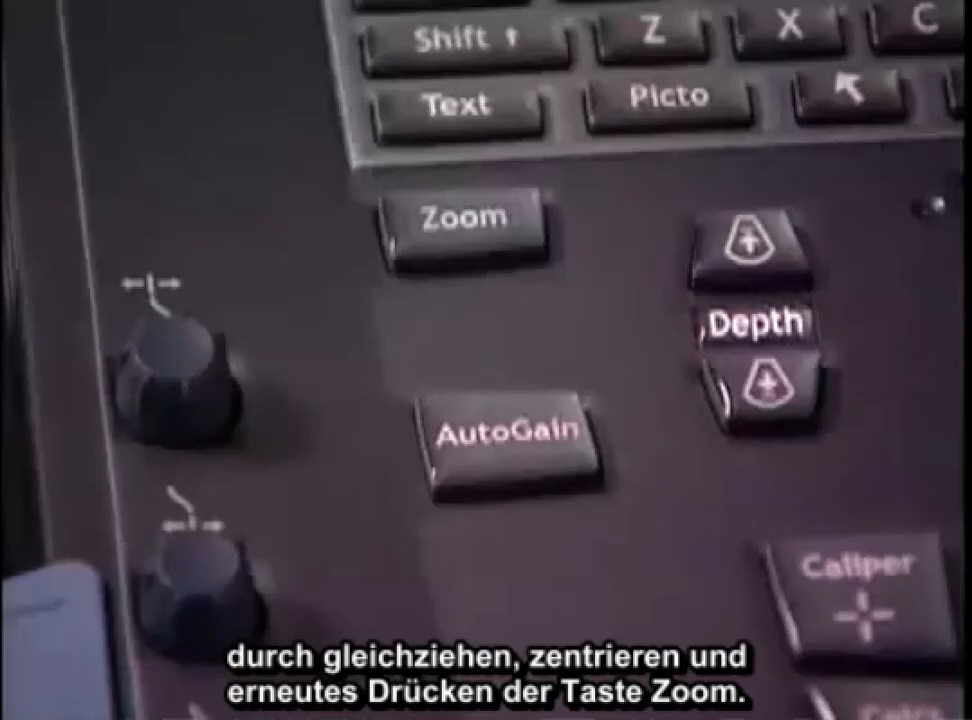 Shift ↑ Z X C
Text Picto
Zoom
Depth
AutoGain
Caliper
durch gleichziehen, zentrieren und
erneutes Drücken der Taste Zoom.